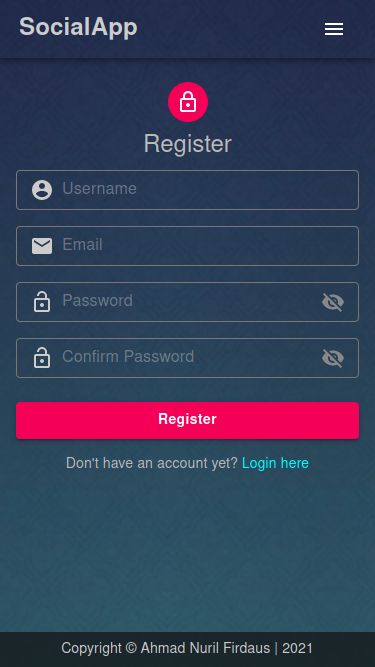 SocialApp
Register
Username
Email
Password
Confirm Password
Register
Don't have an account yet? Login here
Copyright © Ahmad Nuril Firdaus | 2021